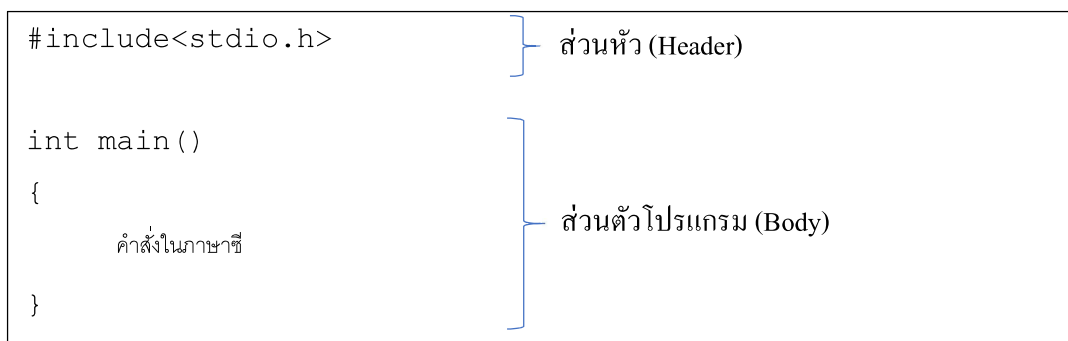 #include<stdio.h>
ส่วนหัว (Header)
int main()
{
ส่วนตัวโปรแกรม (Body)
คำสั่งในภาษาซี
}